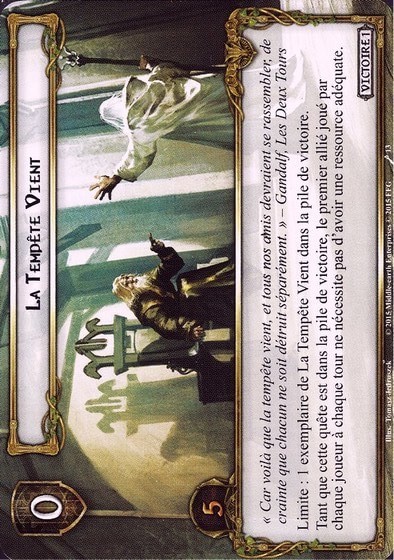 0
LA TEMPÊTE VIENT
5
« Car voilà que la tempête vient, et tous nos amis devraient se rassembler, de
crainte que chacun ne soit détruit séparément. » – Gandalf, Les Deux Tours
Limite : 1 exemplaire de La Tempête Vient dans la pile de victoire.
Tant que cette quête est dans la pile de victoire, le premier allié joué par
chaque joueur à chaque tour ne nécessite pas d'avoir une ressource adéquate.
VICTOIRE 1
Illus. Tomasz Jedruszek
© 2015 Middle-earth Enterprises © 2015 FFG
13